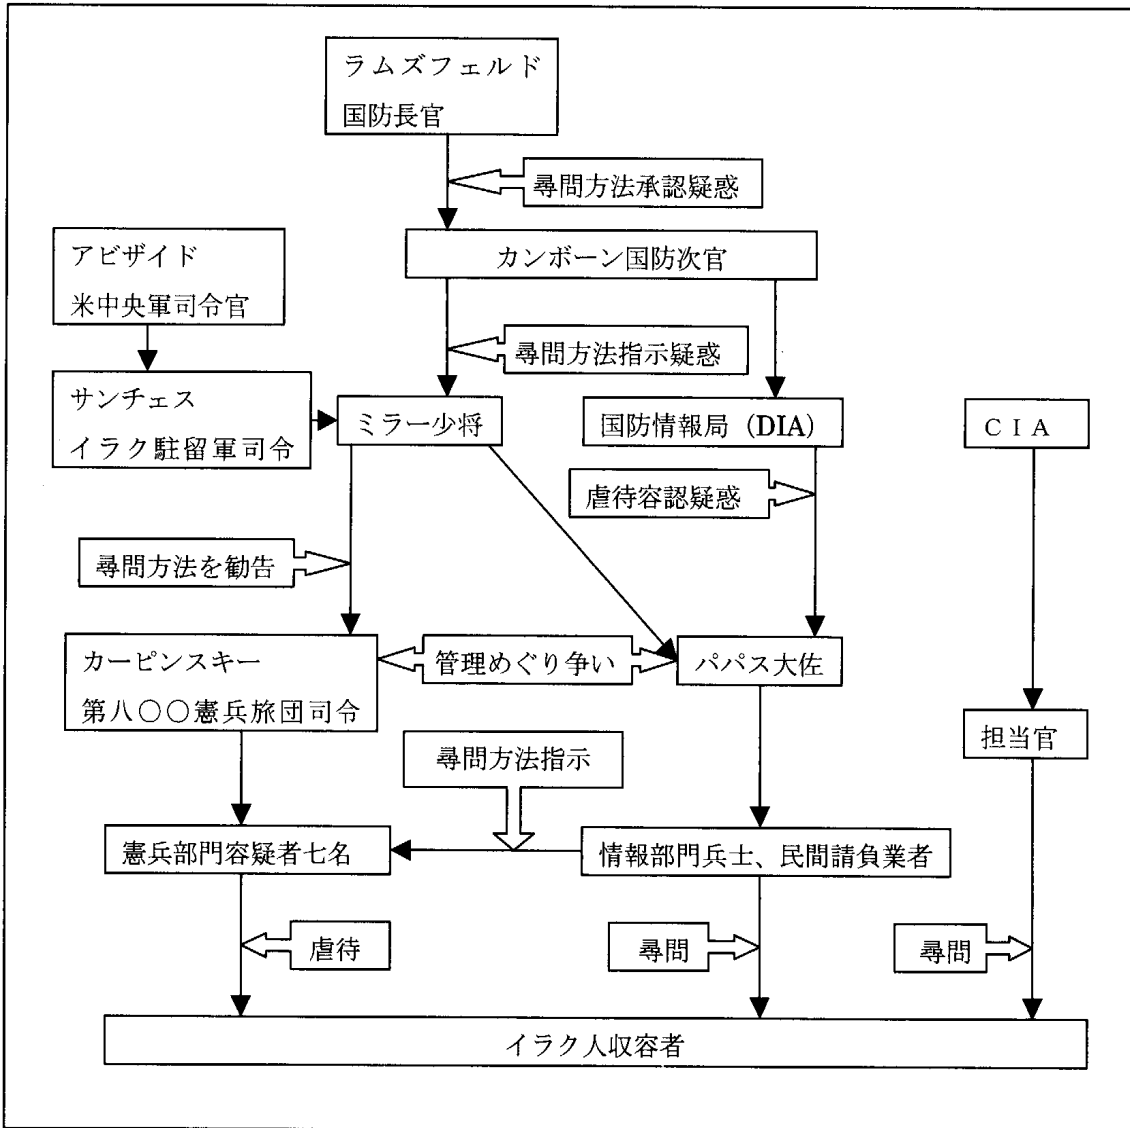 ラムズフェルド
国防長官
尋問方法承認疑惑
アビザイド
米中央軍司令官
カンボーン国防次官
尋問方法指示疑惑
サンチェス
イラク駐留軍司令
ミラー少将
国防情報局（DIA）
ＣＩＡ
虐待容認疑惑
尋問方法を勧告
カーピンスキー
第八〇〇憲兵旅団司令
管理めぐり争い
パパス大佐
担当官
尋問方法指示
憲兵部門容疑者七名
情報部門兵士、民間請負業者
虐待
尋問
尋問
イラク人収容者